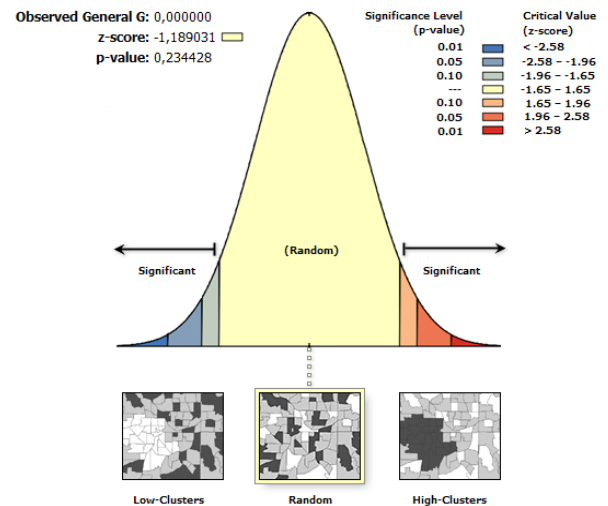 Observed General G: 0,000000
z-score: -1,189031
p-value: 0,234428
Significance Level
(p-value)
Critical Value
(z-score)
0.01 < -2.58
0.05 -2.58 – -1.96
0.10 -1.96 – -1.65
--- -1.65 – 1.65
0.10 1.65 – 1.96
0.05 1.96 – 2.58
0.01 > 2.58
(Random)
Significant
Significant
Low-Clusters
Random
High-Clusters